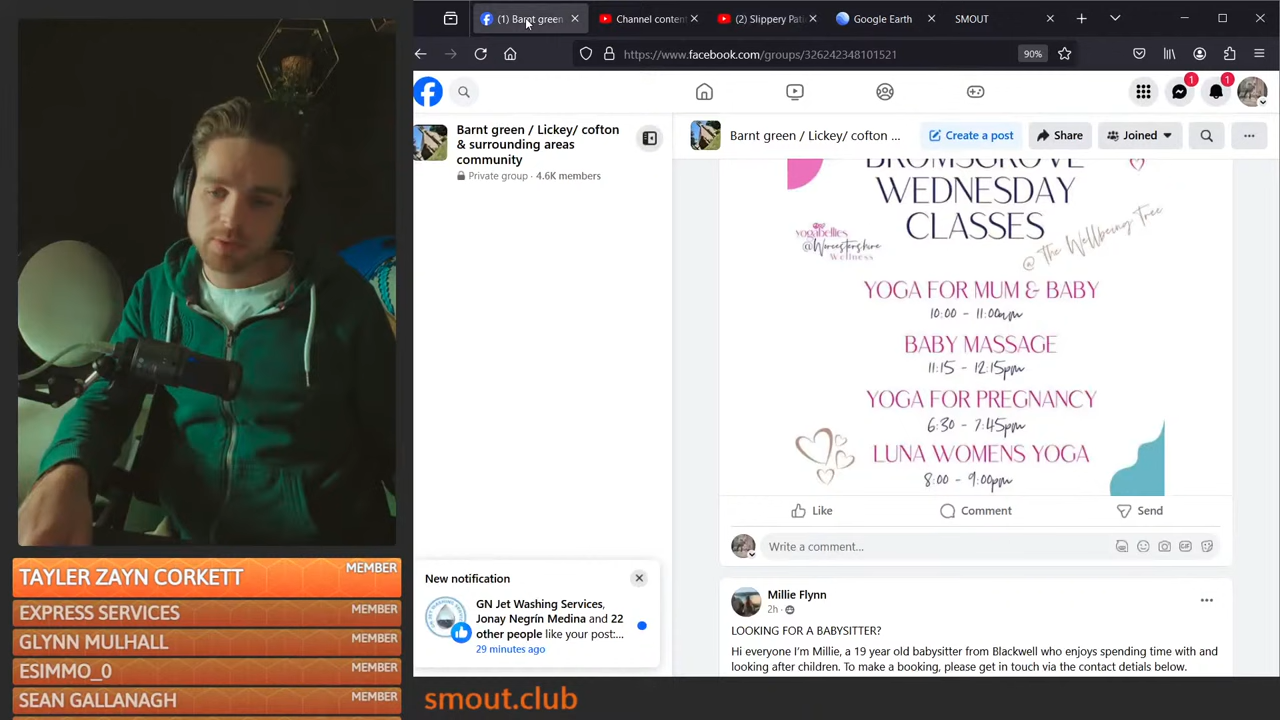 (1) Barnt green
Channel content
(2) Slippery Pati
Google Earth
SMOUT
https://www.facebook.com/groups/326242348101521
90%
1
1
Barnt green / Lickey/ cofton
& surrounding areas
community
Private group · 4.6K members
Barnt green / Lickey/ cofton ...
Create a post
Share
Joined
BROMSGROVE
WEDNESDAY
CLASSES
yogabellies
@Worcestershire
Wellness
@ the Wellbeing Tree
YOGA FOR MUM & BABY
10:00 - 11:00am
BABY MASSAGE
11:15 - 12:15pm
YOGA FOR PREGNANCY
6:30 - 7:45pm
LUNA WOMENS YOGA
8:00 - 9:00pm
Like
Comment
Send
Write a comment...
New notification
GN Jet Washing Services,
Jonay Negrín Medina and 22
other people like your post:...
29 minutes ago
Millie Flynn
2h
LOOKING FOR A BABYSITTER?
Hi everyone I'm Millie, a 19 year old babysitter from Blackwell who enjoys spending time with and
looking after children. To make a booking, please get in touch via the contact detials below.
TAYLER ZAYN CORKETT MEMBER
EXPRESS SERVICES MEMBER
GLYNN MULHALL MEMBER
ESIMMO_0 MEMBER
SEAN GALLANAGH MEMBER
smout.club